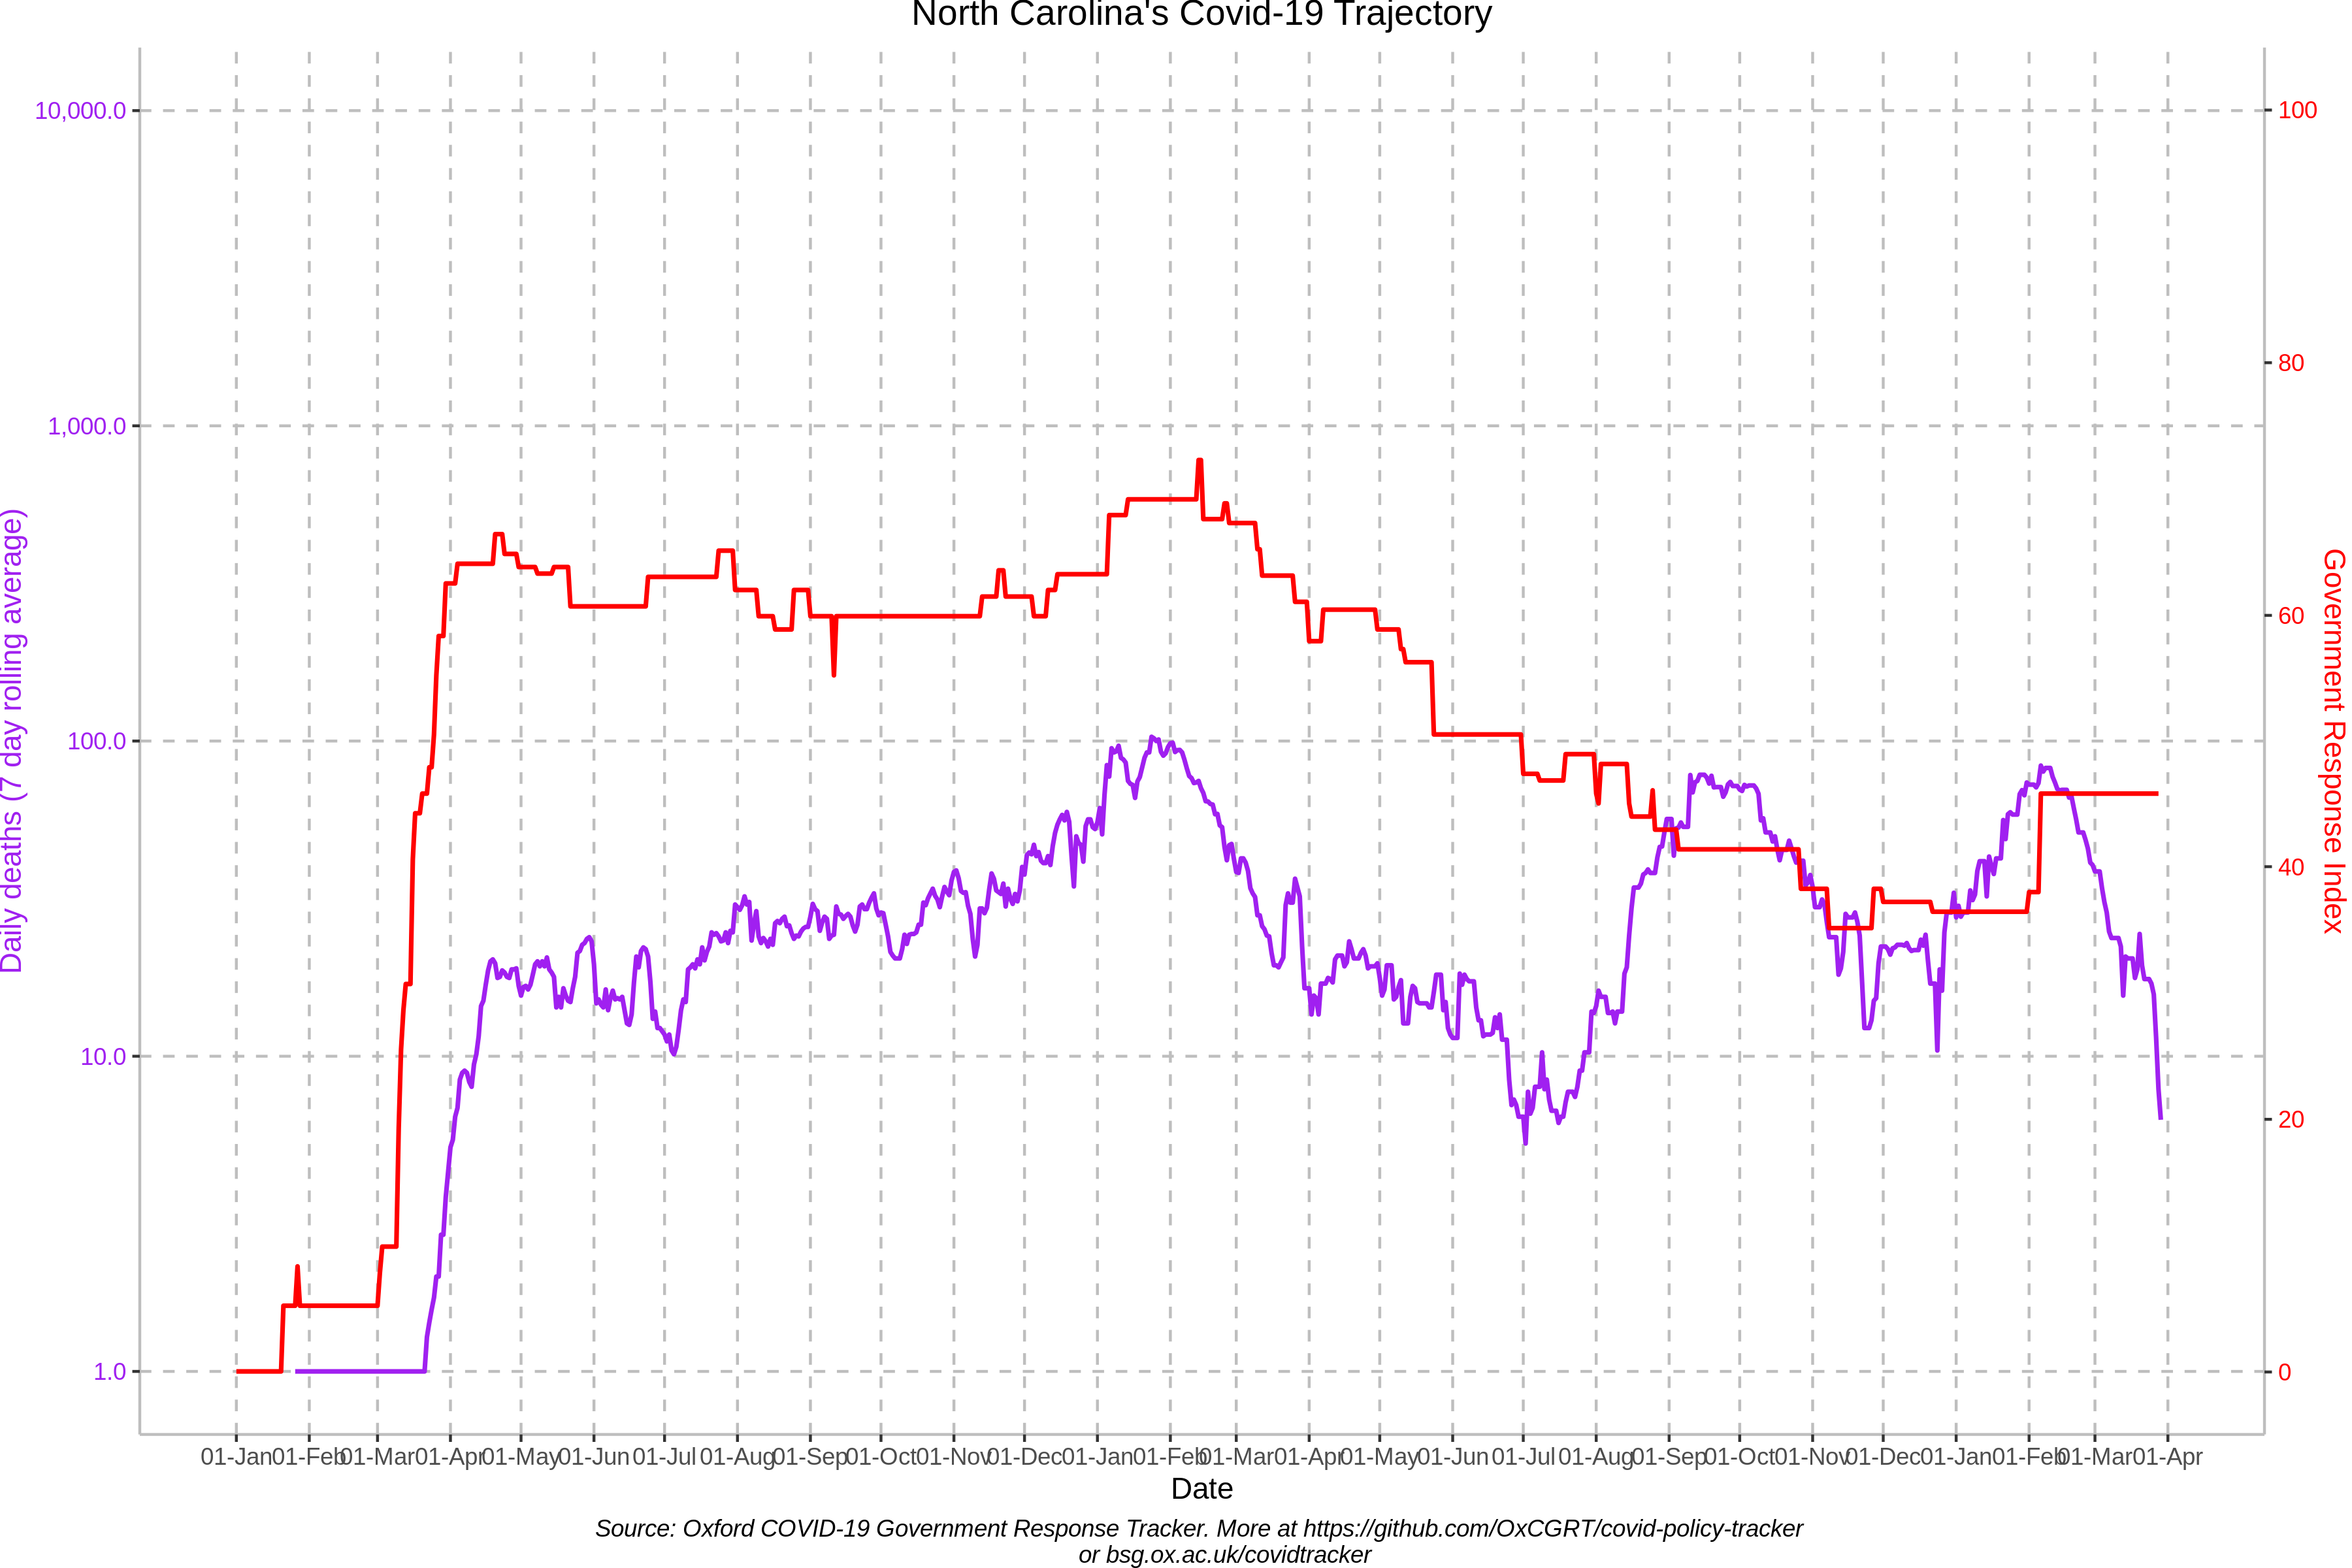 North Carolina's Covid-19 Trajectory
10,000.0
1,000.0
100.0
10.0
1.0
Daily deaths (7 day rolling average)
100
80
60
40
20
0
Government Response Index
01-Jan 01-Feb 01-Mar 01-Apr 01-May 01-Jun 01-Jul 01-Aug 01-Sep 01-Oct 01-Nov 01-Dec 01-Jan 01-Feb 01-Mar 01-Apr 01-May 01-Jun 01-Jul 01-Aug 01-Sep 01-Oct 01-Nov 01-Dec 01-Jan 01-Feb 01-Mar 01-Apr
Date
Source: Oxford COVID-19 Government Response Tracker. More at https://github.com/OxCGRT/covid-policy-tracker
or bsg.ox.ac.uk/covidtracker